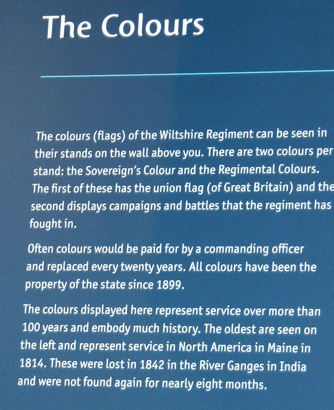 The Colours
The colours (flags) of the Wiltshire Regiment can be seen in
their stands on the wall above you. There are two colours per
stand: the Sovereign's Colour and the Regimental Colours.
The first of these has the union flag (of Great Britain) and the
second displays campaigns and battles that the regiment has
fought in.
Often colours would be paid for by a commanding officer
and replaced every twenty years. All colours have been the
property of the state since 1899.
The colours displayed here represent service over more than
100 years and embody much history. The oldest are seen on
the left and represent service in North America in Maine in
1814. These were lost in 1842 in the River Ganges in India
and were not found again for nearly eight months.